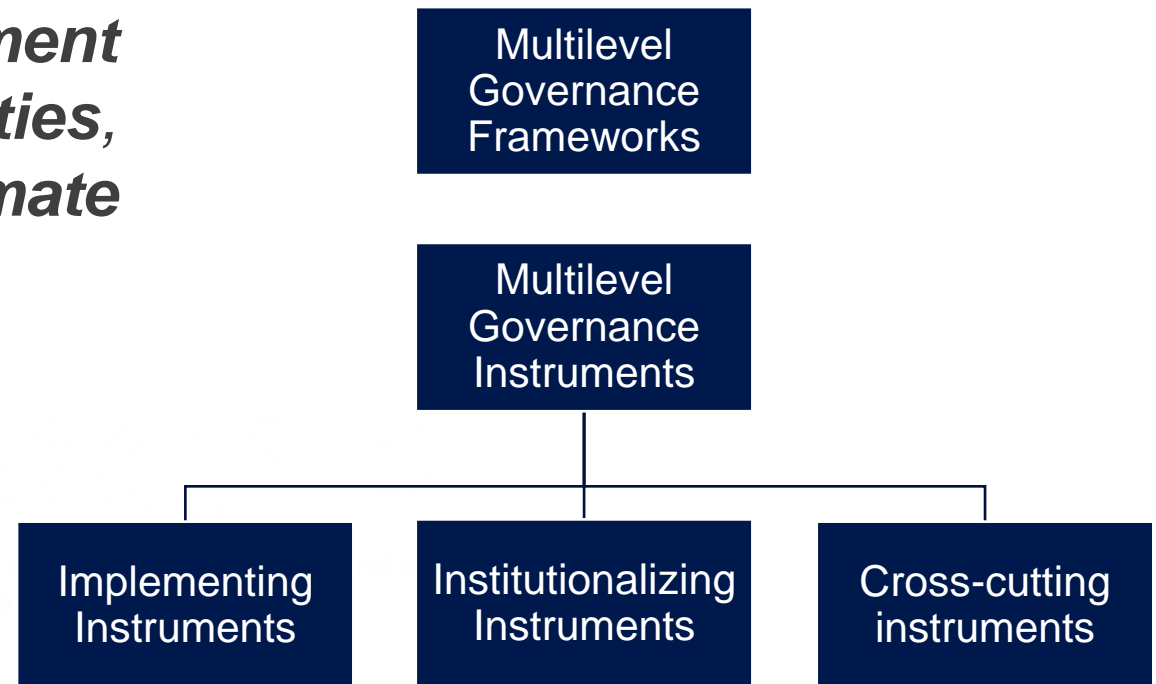 ment
ties,
mate
Multilevel
Governance
Frameworks
Multilevel
Governance
Instruments
Implementing
Instruments
Institutionalizing
Instruments
Cross-cutting
instruments